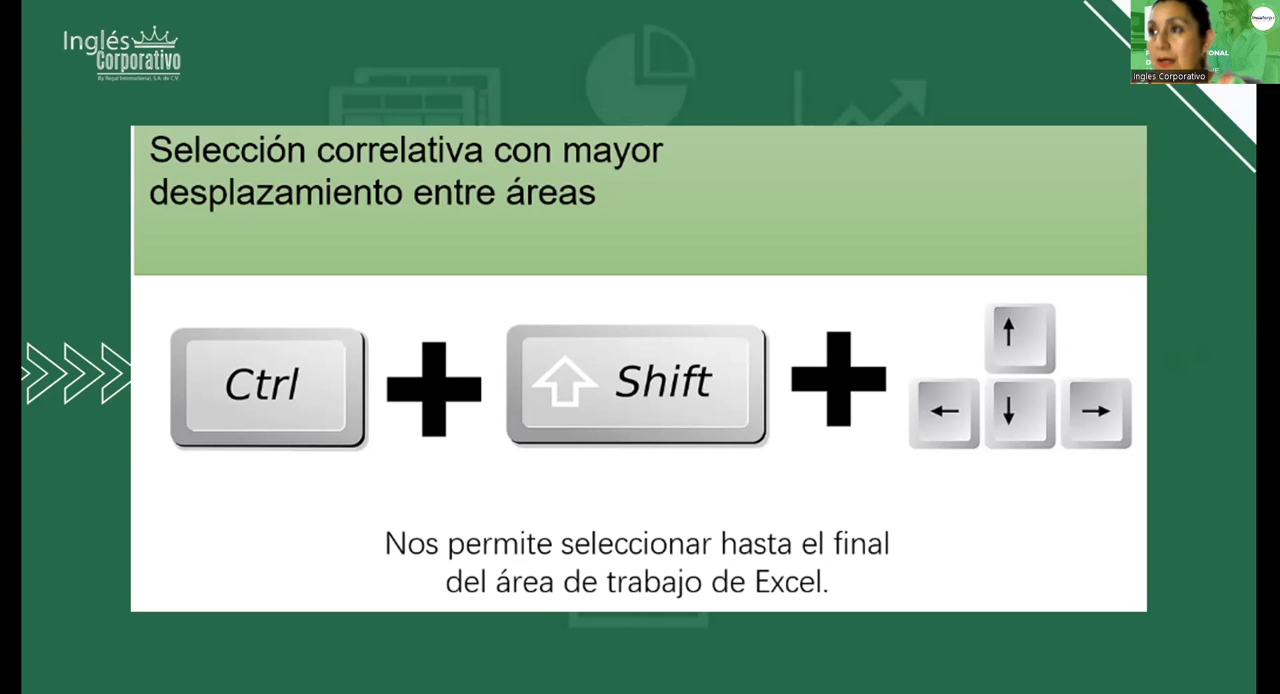 Inglés
Corporativo
By Regal International, S.A. de C.V.
Ingles Corporativo
Selección correlativa con mayor
desplazamiento entre áreas
Ctrl
Shift
Nos permite seleccionar hasta el final
del área de trabajo de Excel.